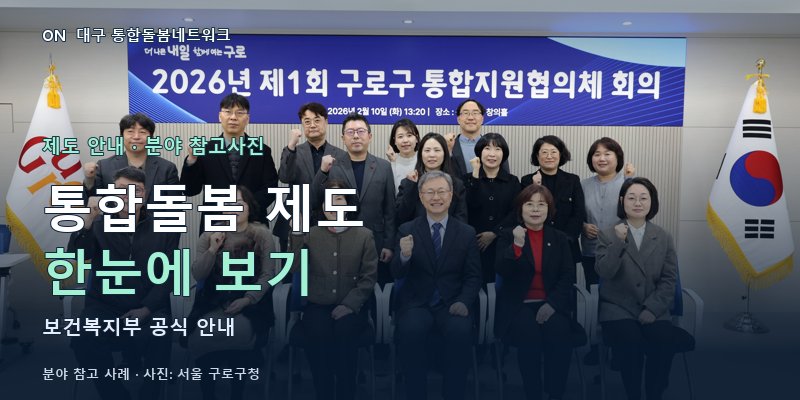 ON 대구 통합돌봄네트워크
더 나은 내일 함께 여는 구로
2026년 제1회 구로구 통합지원협의체 회의
2026년 2월 10일 (화) 13:20 | 장소 : 창의홀
제도 안내 · 분야 참고사진
통합돌봄 제도
한눈에 보기
보건복지부 공식 안내
분야 참고 사례 · 사진: 서울 구로구청